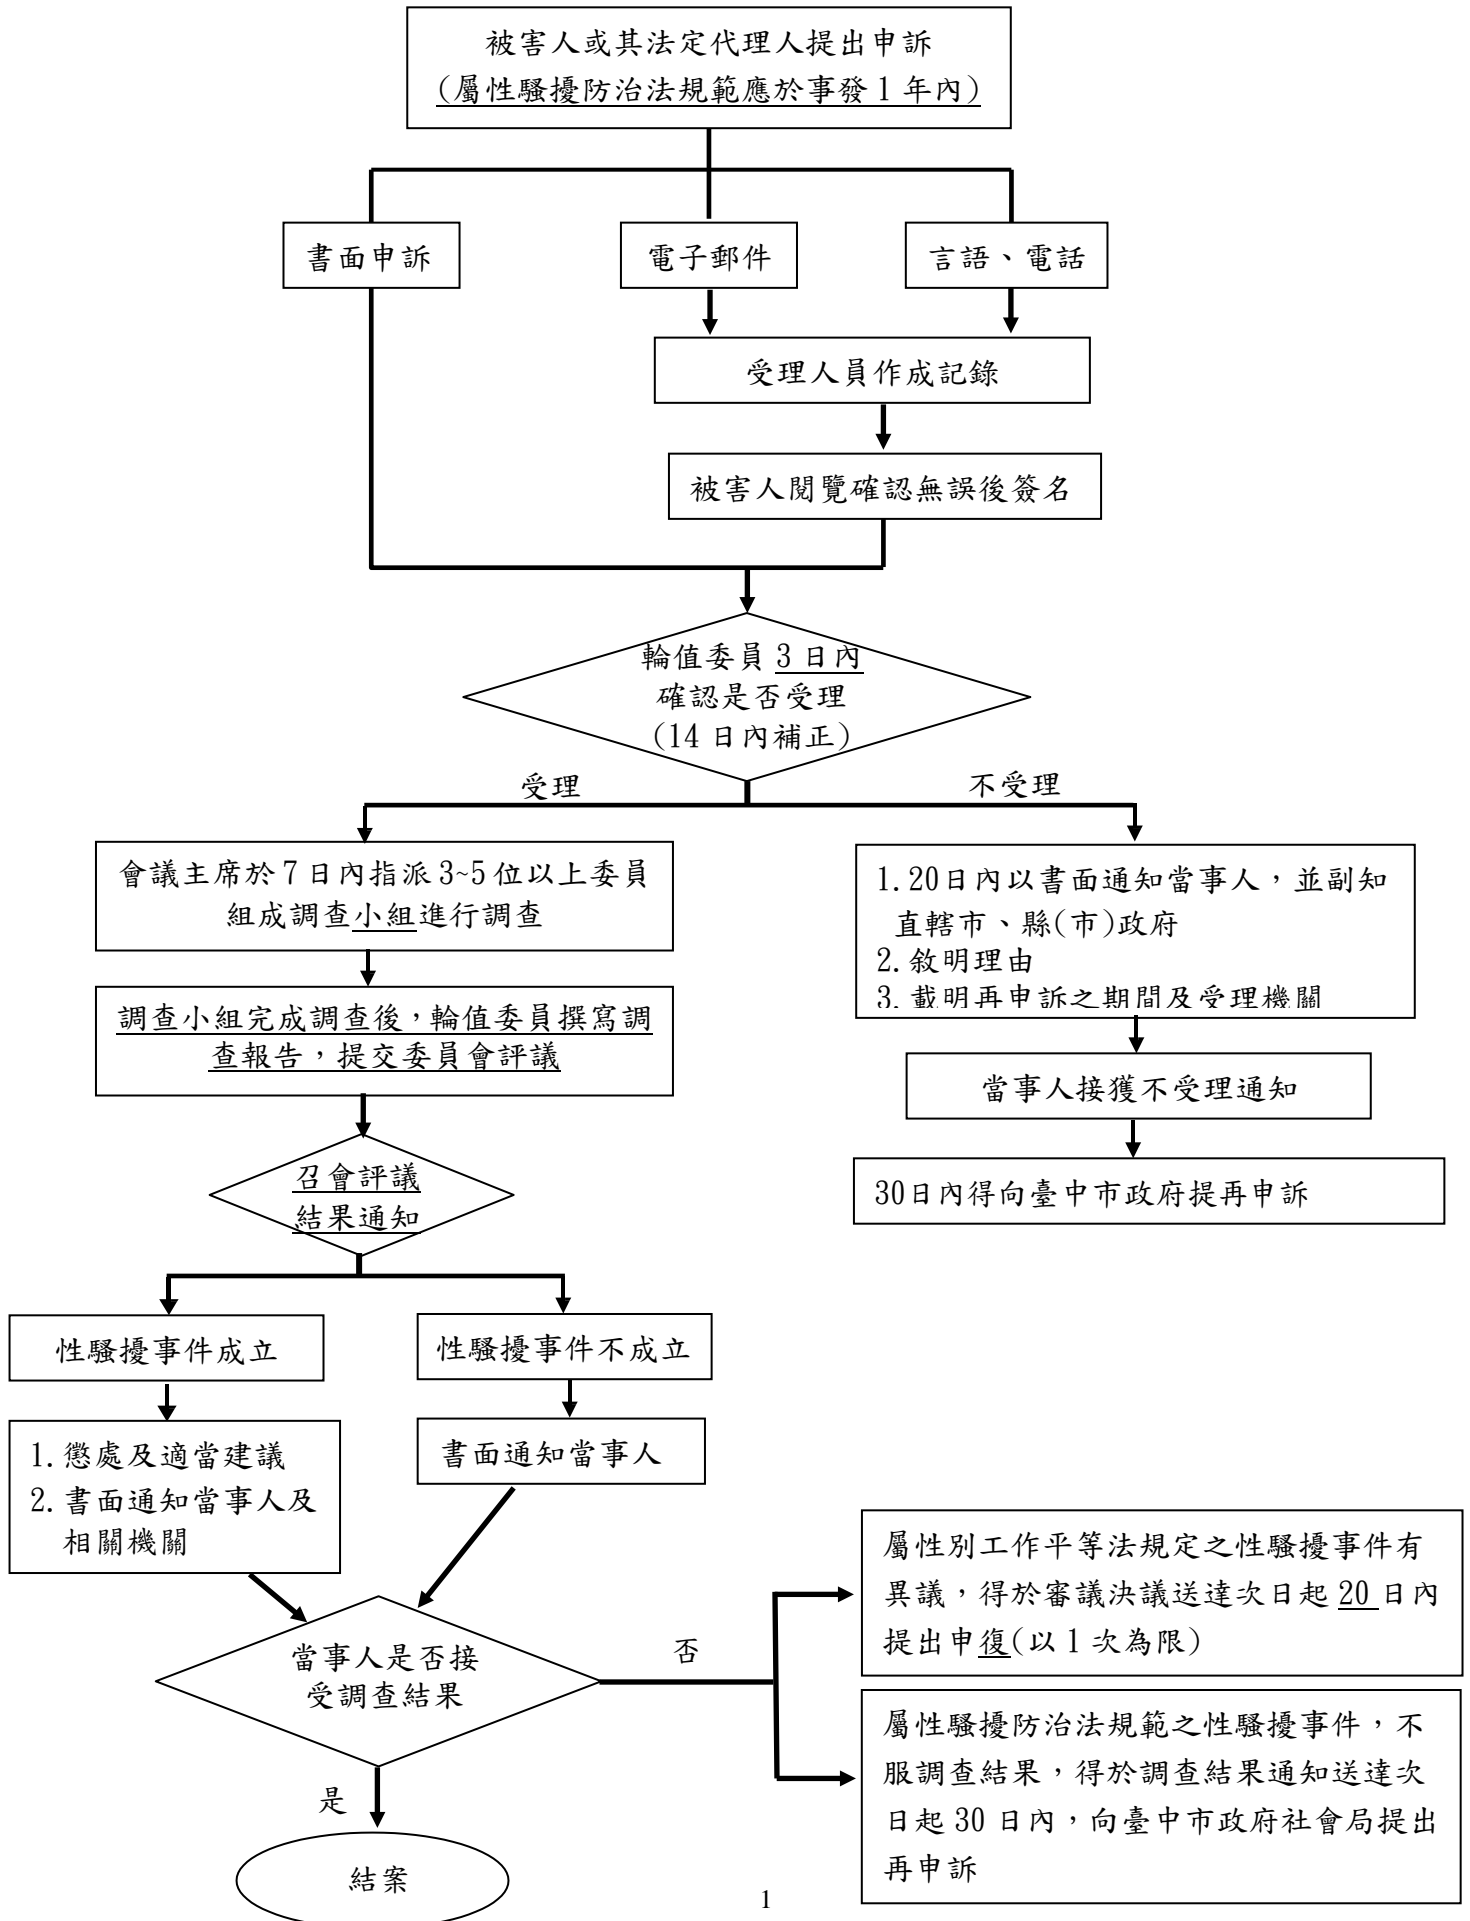 被害人或其法定代理人提出申訴
(屬性騷擾防治法規範應於事發 1 年內)
書面申訴
電子郵件
言語、電話
受理人員作成記錄
被害人閱覽確認無誤後簽名
輪值委員 3 日內
確認是否受理
(14 日內補正)
受理
不受理
會議主席於 7 日內指派 3~5 位以上委員
組成調查小組進行調查
1. 20日內以書面通知當事人，並副知
直轄市、縣(市)政府
2. 敘明理由
3. 載明再申訴之期間及受理機關
調查小組完成調查後，輪值委員撰寫調
查報告，提交委員會評議
當事人接獲不受理通知
召會評議
結果通知
30日內得向臺中市政府提再申訴
性騷擾事件成立
性騷擾事件不成立
1. 懲處及適當建議
2. 書面通知當事人及
相關機關
書面通知當事人
屬性別工作平等法規定之性騷擾事件有
異議，得於審議決議送達次日起 20 日內
提出申復(以 1 次為限)
當事人是否接
受調查結果
否
屬性騷擾防治法規範之性騷擾事件，不
服調查結果，得於調查結果通知送達次
日起 30 日內，向臺中市政府社會局提出
再申訴
是
結案
1